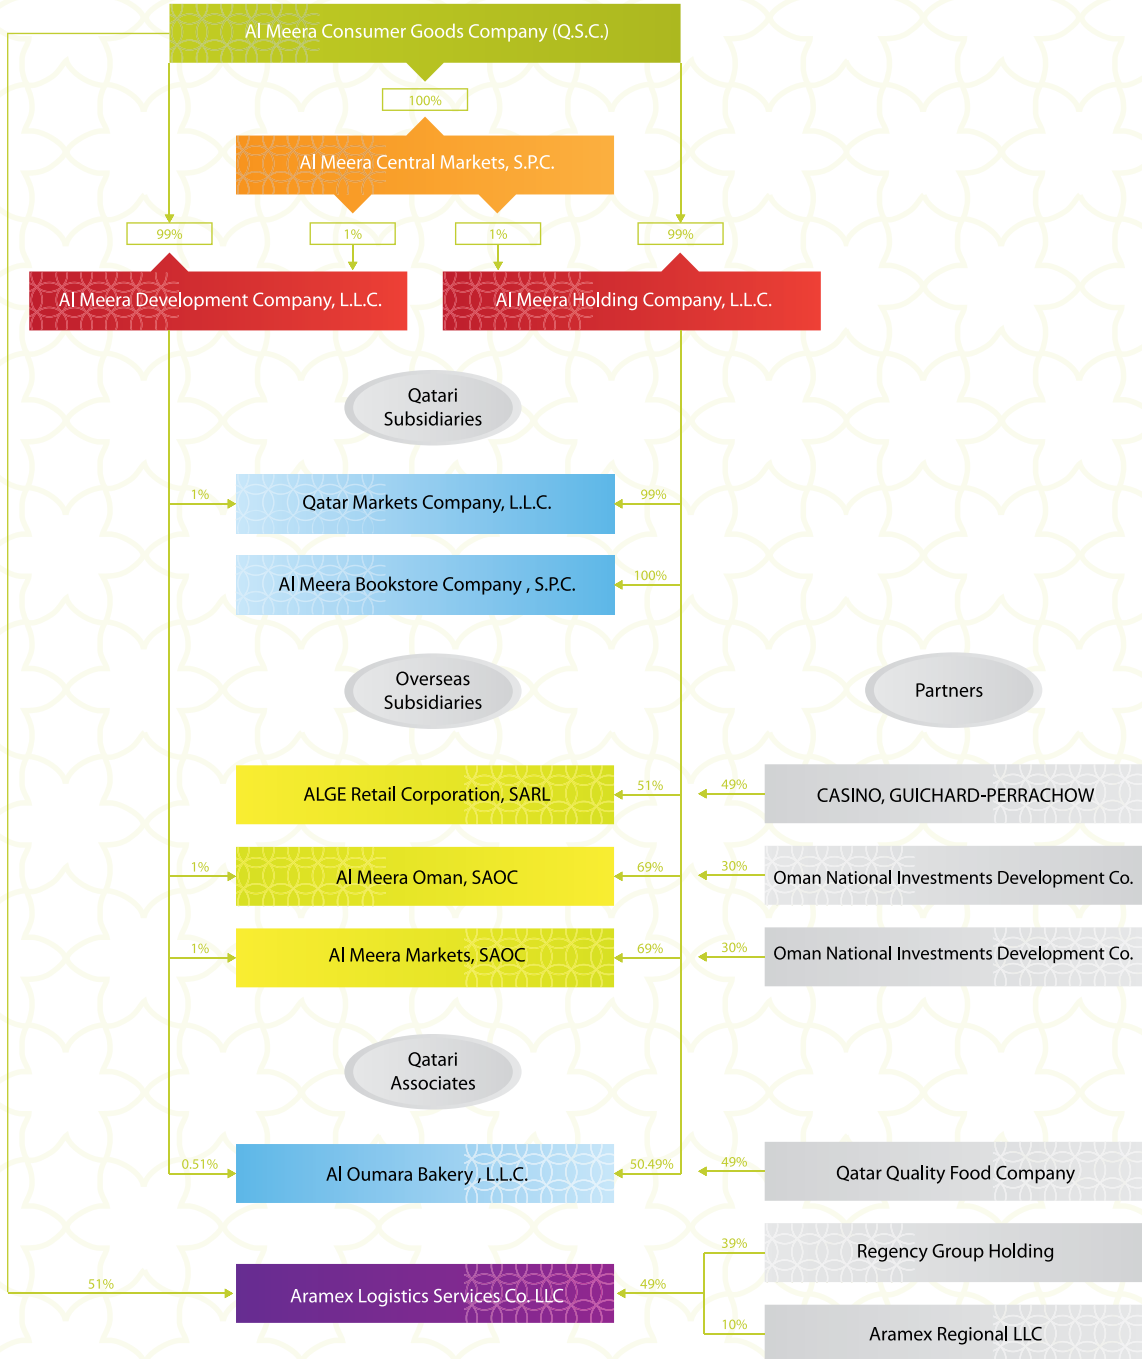 Al Meera Consumer Goods Company (Q.S.C.)
100%
Al Meera Central Markets, S.P.C.
99%
1%
1%
99%
Al Meera Development Company, L.L.C.
Al Meera Holding Company, L.L.C.
Qatari
Subsidiaries
1%
Qatar Markets Company, L.L.C.
99%
Al Meera Bookstore Company , S.P.C.
100%
Overseas
Subsidiaries
Partners
ALGE Retail Corporation, SARL
51%
49%
CASINO, GUICHARD-PERRACHOW
1%
Al Meera Oman, SAOC
69%
30%
Oman National Investments Development Co.
1%
Al Meera Markets, SAOC
69%
30%
Oman National Investments Development Co.
Qatari
Associates
0.51%
Al Oumara Bakery , L.L.C.
50.49%
49%
Qatar Quality Food Company
39%
Regency Group Holding
51%
Aramex Logistics Services Co. LLC
49%
10%
Aramex Regional LLC